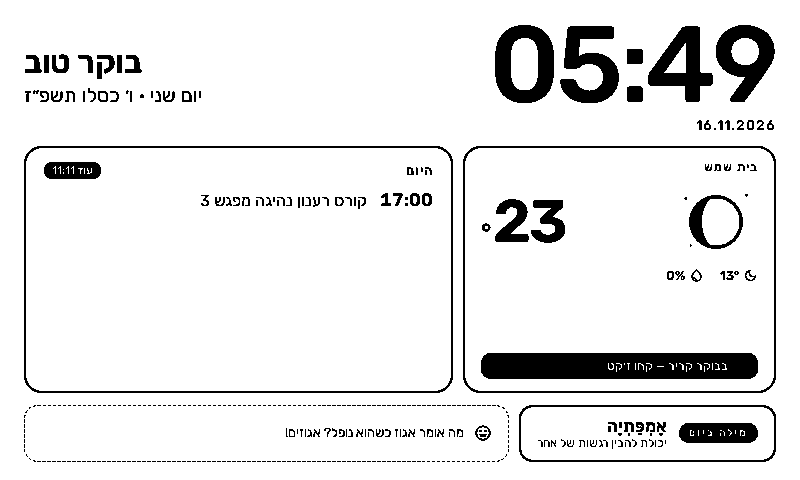 05:49
16.11.2026
בוקר טוב
יום שני • ו׳ כסלו תשפ״ז
בית שמש
23°
13° 0%
בבוקר קריר – קחו ז׳קט
היום
עוד 11:11
17:00 קורס רענון נהיגה מפגש 3
מילה ביום
אֶמְפַּתְיָה
יכולת להבין רגשות של אחר
מה אומר אגוז כשהוא נופל? אגוזים!